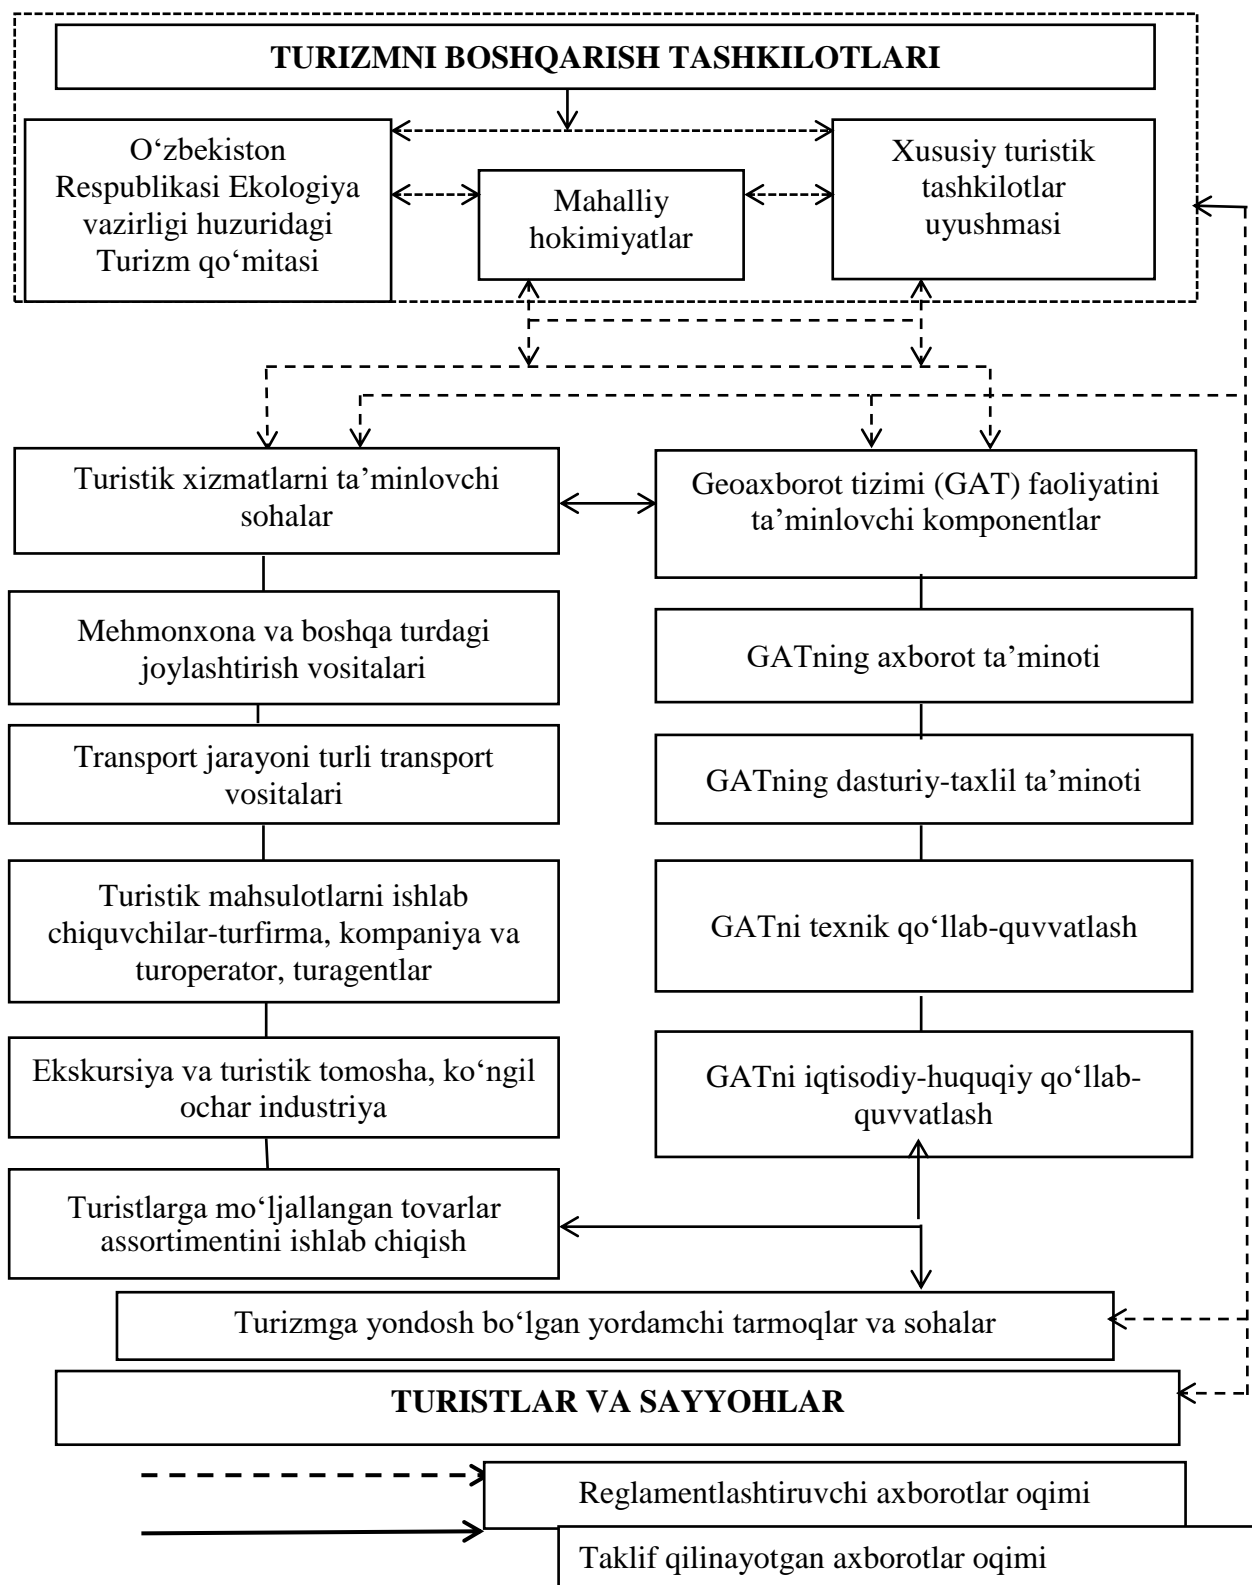 TURIZMNI BOSHQARISH TASHKILOTLARI
O‘zbekiston
Respublikasi Ekologiya
vazirligi huzuridagi
Turizm qo‘mitasi
Mahalliy
hokimiyatlar
Xususiy turistik
tashkilotlar
uyushmasi
Turistik xizmatlarni ta’minlovchi
sohalar
Geoaxborot tizimi (GAT) faoliyatini
ta’minlovchi komponentlar
Mehmonxona va boshqa turdagi
joylashtirish vositalari
GATning axborot ta’minoti
Transport jarayoni turli transport
vositalari
GATning dasturiy-taxlil ta’minoti
Turistik mahsulotlarni ishlab
chiquvchilar-turfirma, kompaniya va
turoperator, turagentlar
GATni texnik qo‘llab-quvvatlash
Ekskursiya va turistik tomosha, ko‘ngil
ochar industriya
GATni iqtisodiy-huquqiy qo‘llab-
quvvatlash
Turistlarga mo‘ljallangan tovarlar
assortimentini ishlab chiqish
Turizmga yondosh bo‘lgan yordamchi tarmoqlar va sohalar
TURISTLAR VA SAYYOHLAR
Reglamentlashtiruvchi axborotlar oqimi
Taklif qilinayotgan axborotlar oqimi